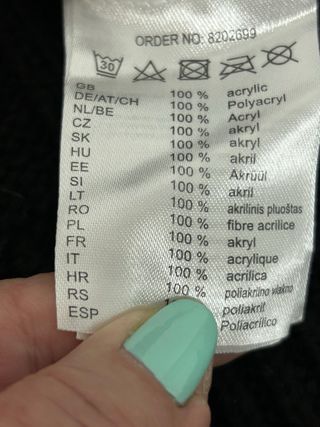 ORDER NO: 8202699
30
GB 100 % acrylic
DE/AT/CH 100 % Polyacryl
NL/BE 100 % Acryl
CZ 100 % akryl
SK 100 % akryl
HU 100 % akril
EE 100 % Akrüül
SI 100 % akril
LT 100 % akrilinis pluoštas
RO 100 % fibre acrilice
PL 100 % akryl
FR 100 % acrylique
IT 100 % acrilica
HR 100 % poliakrilno vlakno
RS poliakril
ESP Poliacrílico